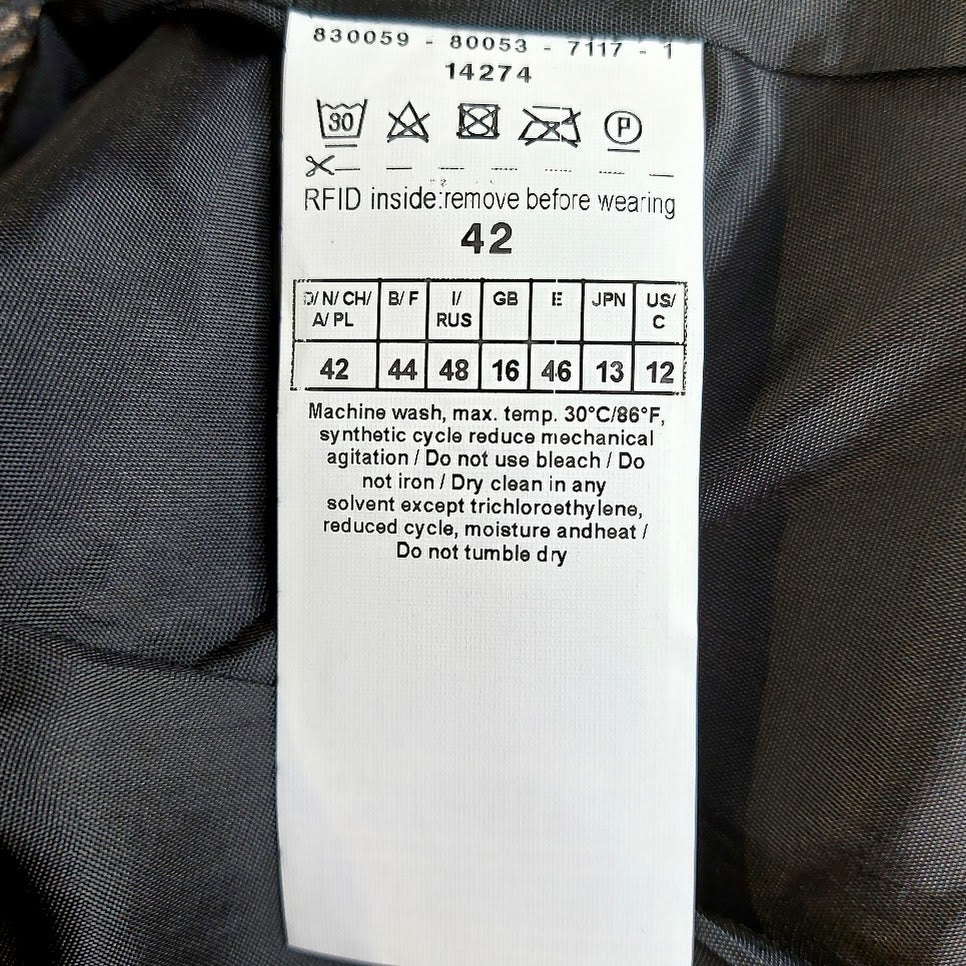 830059 - 80053 - 7117 - 1
14274
30 P
RFID inside:remove before wearing
42
D/ N/ CH/ A/ PL B/ F I/ RUS GB E JPN US/ C
42 44 48 16 46 13 12
Machine wash, max. temp. 30°C/86°F,
synthetic cycle reduce mechanical
agitation / Do not use bleach / Do
not iron / Dry clean in any
solvent except trichloroethylene,
reduced cycle, moisture andheat /
Do not tumble dry